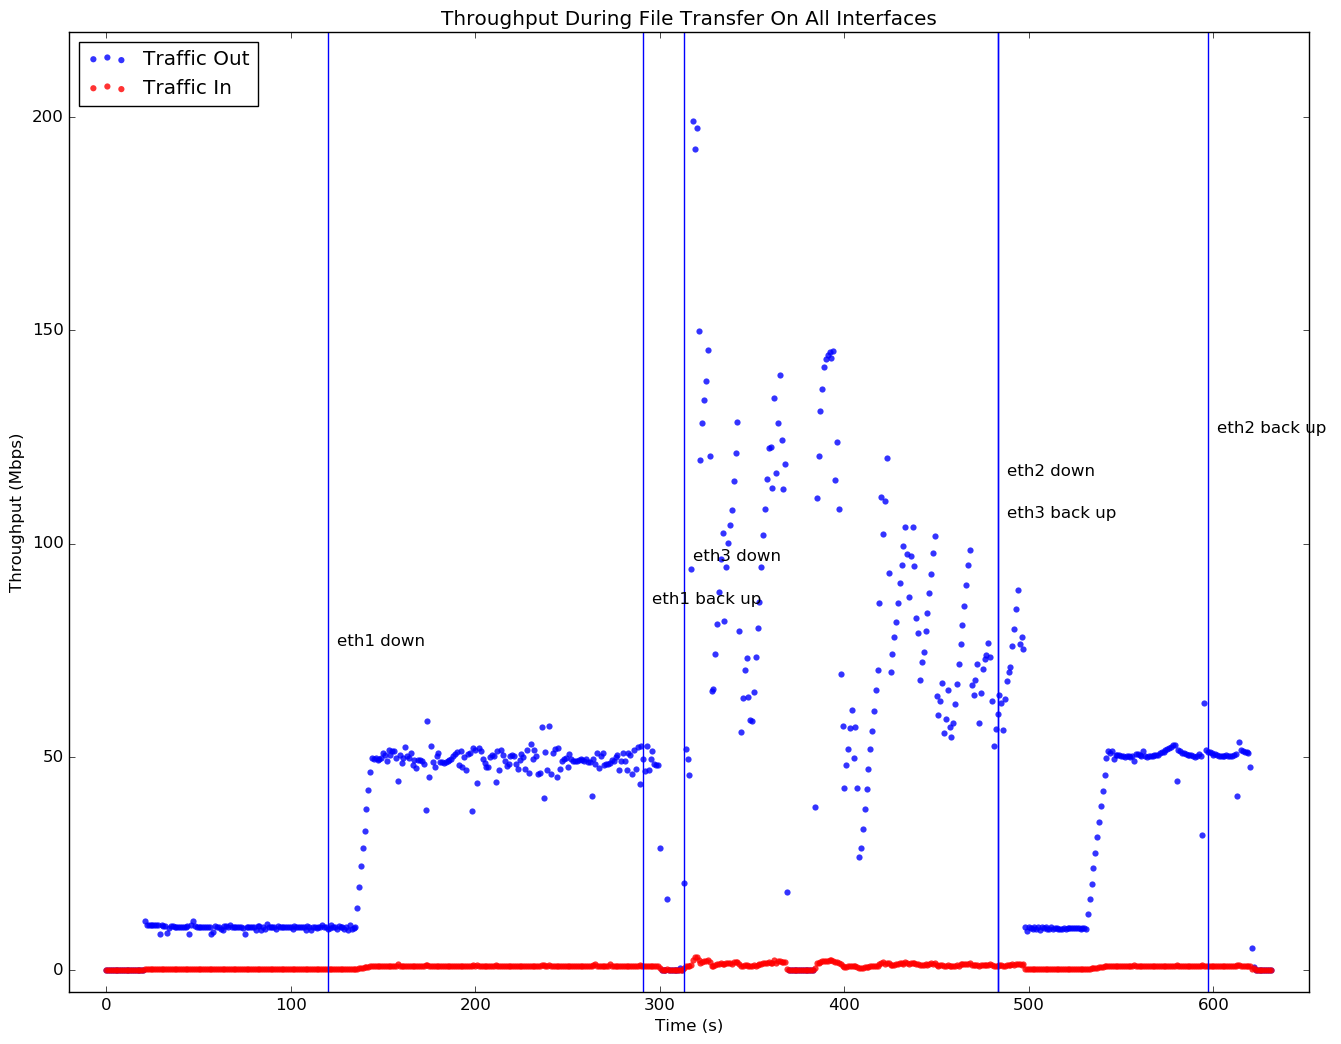 Throughput During File Transfer On All Interfaces
Traffic Out
Traffic In
200
150
100
50
0
Throughput (Mbps)
eth2 back up
eth2 down
eth3 back up
eth3 down
eth1 back up
eth1 down
0 100 200 300 400 500 600
Time (s)